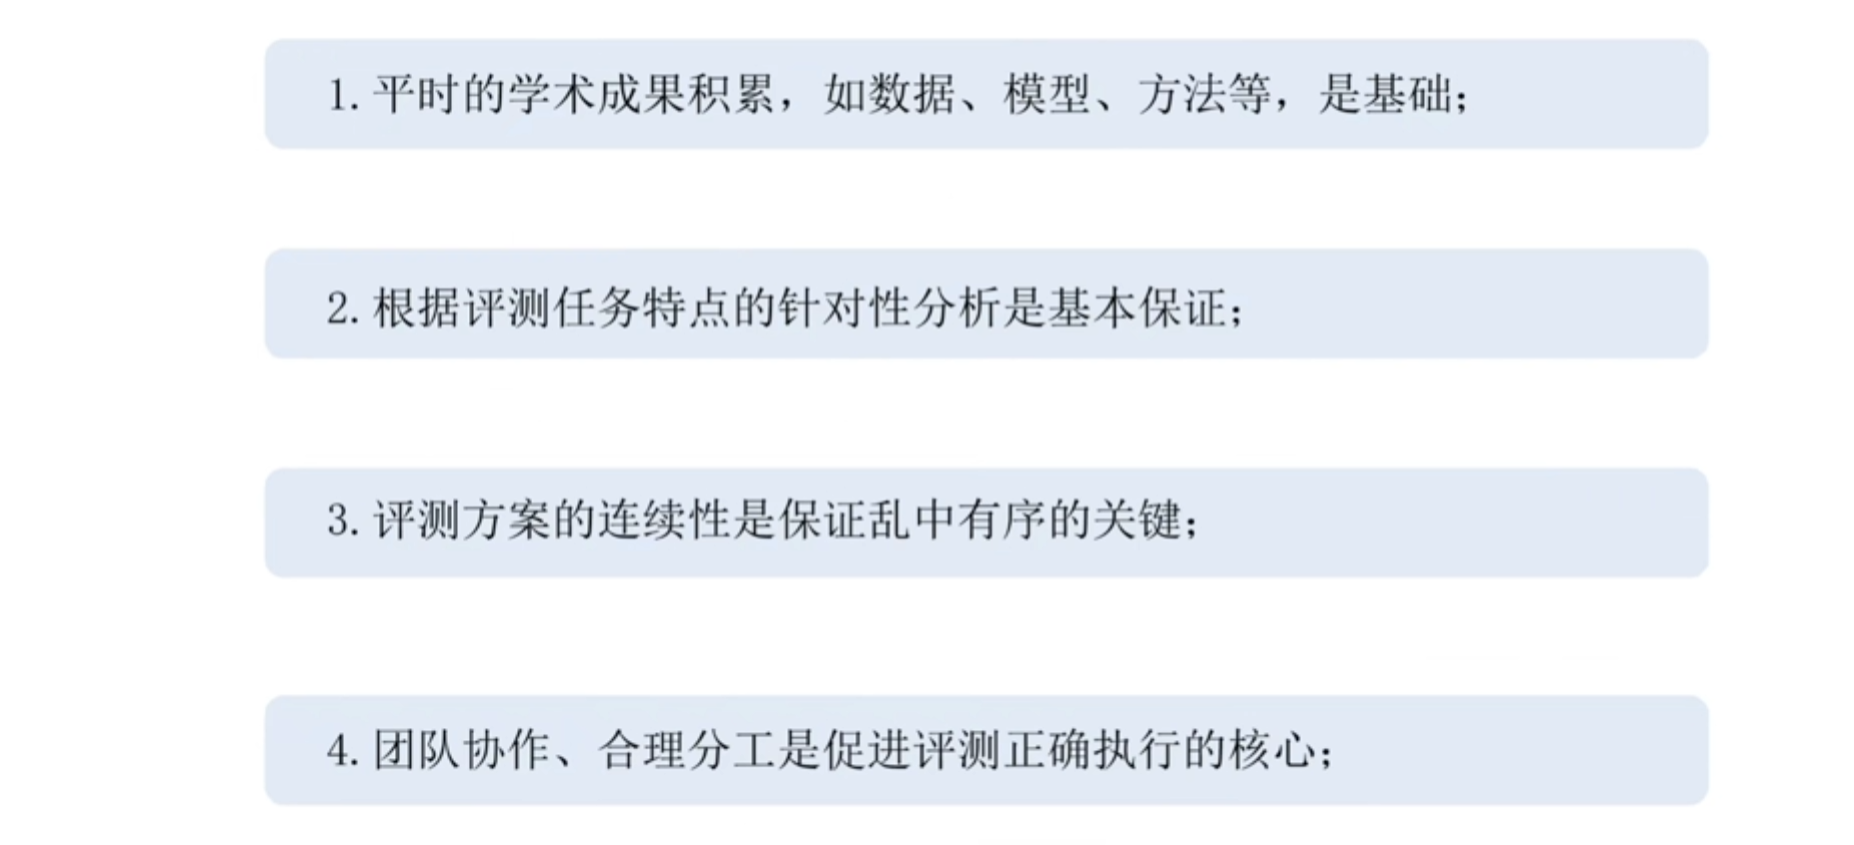 1. 平时的学术成果积累，如数据、模型、方法等，是基础；
2. 根据评测任务特点的针对性分析是基本保证；
3. 评测方案的连续性是保证乱中有序的关键；
4. 团队协作、合理分工是促进评测正确执行的核心；